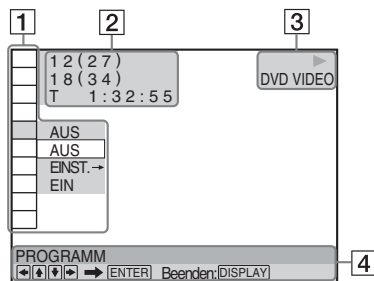 1
2
3
12(27)
18(34)
T 1:32:55
DVD VIDEO
AUS
AUS
EINST.→
EIN
PROGRAMM
←↑↓→ ➡ ENTER Beenden:DISPLAY
4